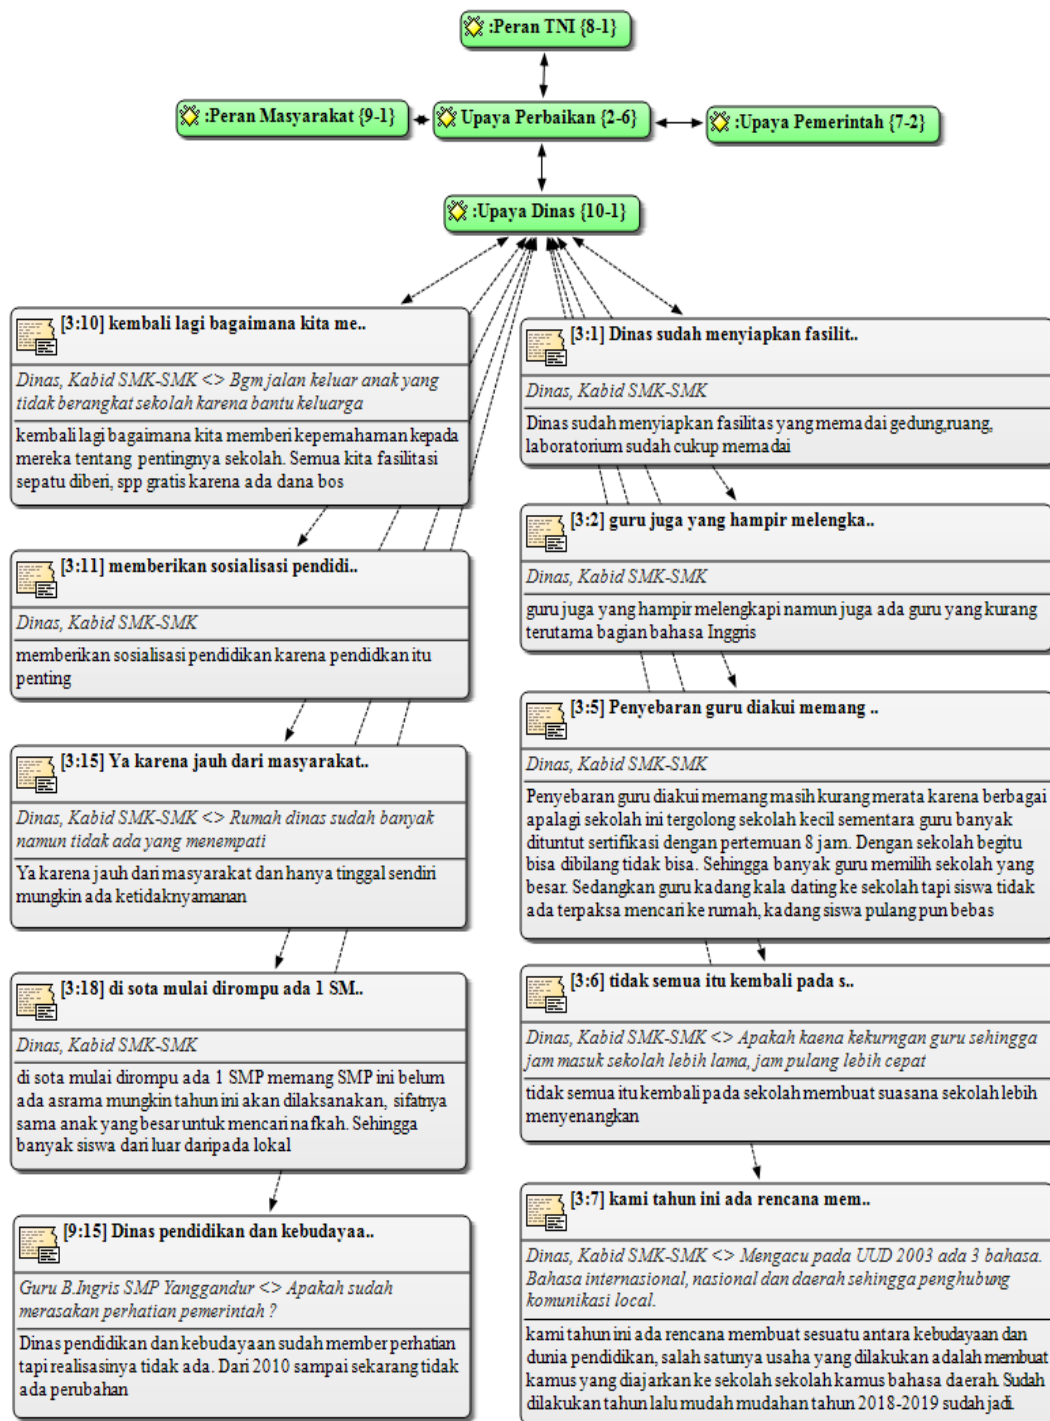 :Peran TNI {8-1}
:Peran Masyarakat {9-1}
Upaya Perbaikan {2-6}
:Upaya Pemerintah {7-2}
:Upaya Dinas {10-1}
[3:10] kembali lagi bagaimana kita me..
Dinas, Kabid SMK-SMK <> Bgm jalan keluar anak yang
tidak berangkat sekolah karena bantu keluarga
kembali lagi bagaimana kita memberi kepemahaman kepada
mereka tentang pentingnya sekolah. Semua kita fasilitasi
sepatu diberi, spp gratis karena ada dana bos
[3:11] memberikan sosialisasi pendidi..
Dinas, Kabid SMK-SMK
memberikan sosialisasi pendidikan karena pendidkan itu
penting
[3:15] Ya karena jauh dari masyarakat..
Dinas, Kabid SMK-SMK <> Rumah dinas sudah banyak
namun tidak ada yang menempati
Ya karena jauh dari masyarakat dan hanya tinggal sendiri
mungkin ada ketidaknyamanan
[3:18] di sota mulai dirompu ada 1 SM..
Dinas, Kabid SMK-SMK
di sota mulai dirompu ada 1 SMP memang SMP ini belum
ada asrama mungkin tahun ini akan dilaksanakan, sifatnya
sama anak yang besar untuk mencari nafkah. Sehingga
banyak siswa dari luar daripada lokal
[9:15] Dinas pendidikan dan kebudayaa..
Guru B.Ingris SMP Yanggandur <> Apakah sudah
merasakan perhatian pemerintah ?
Dinas pendidikan dan kebudayaan sudah member perhatian
tapi realisasinya tidak ada. Dari 2010 sampai sekarang tidak
ada perubahan
[3:1] Dinas sudah menyiapkan fasilit..
Dinas, Kabid SMK-SMK
Dinas sudah menyiapkan fasilitas yang memadai gedung,ruang,
laboratorium sudah cukup memadai
[3:2] guru juga yang hampir melengka..
Dinas, Kabid SMK-SMK
guru juga yang hampir melengkapi namun juga ada guru yang kurang
terutama bagian bahasa Inggris
[3:5] Penyebaran guru diakui memang ..
Dinas, Kabid SMK-SMK
Penyebaran guru diakui memang masih kurang merata karena berbagai
apalagi sekolah ini tergolong sekolah kecil sementara guru banyak
dituntut sertifikasi dengan pertemuan 8 jam. Dengan sekolah begitu
bisa dibilang tidak bisa. Sehingga banyak guru memilih sekolah yang
besar. Sedangkan guru kadang kala dating ke sekolah tapi siswa tidak
ada terpaksa mencari ke rumah, kadang siswa pulang pun bebas
[3:6] tidak semua itu kembali pada s..
Dinas, Kabid SMK-SMK <> Apakah kaena kekurngan guru sehingga
jam masuk sekolah lebih lama, jam pulang lebih cepat
tidak semua itu kembali pada sekolah membuat suasana sekolah lebih
menyenangkan
[3:7] kami tahun ini ada rencana mem..
Dinas, Kabid SMK-SMK <> Mengacu pada UUD 2003 ada 3 bahasa.
Bahasa internasional, nasional dan daerah sehingga penghubung
komunikasi local.
kami tahun ini ada rencana membuat sesuatu antara kebudayaan dan
dunia pendidikan, salah satunya usaha yang dilakukan adalah membuat
kamus yang diajarkan ke sekolah sekolah kamus bahasa daerah. Sudah
dilakukan tahun lalu mudah mudahan tahun 2018-2019 sudah jadi.